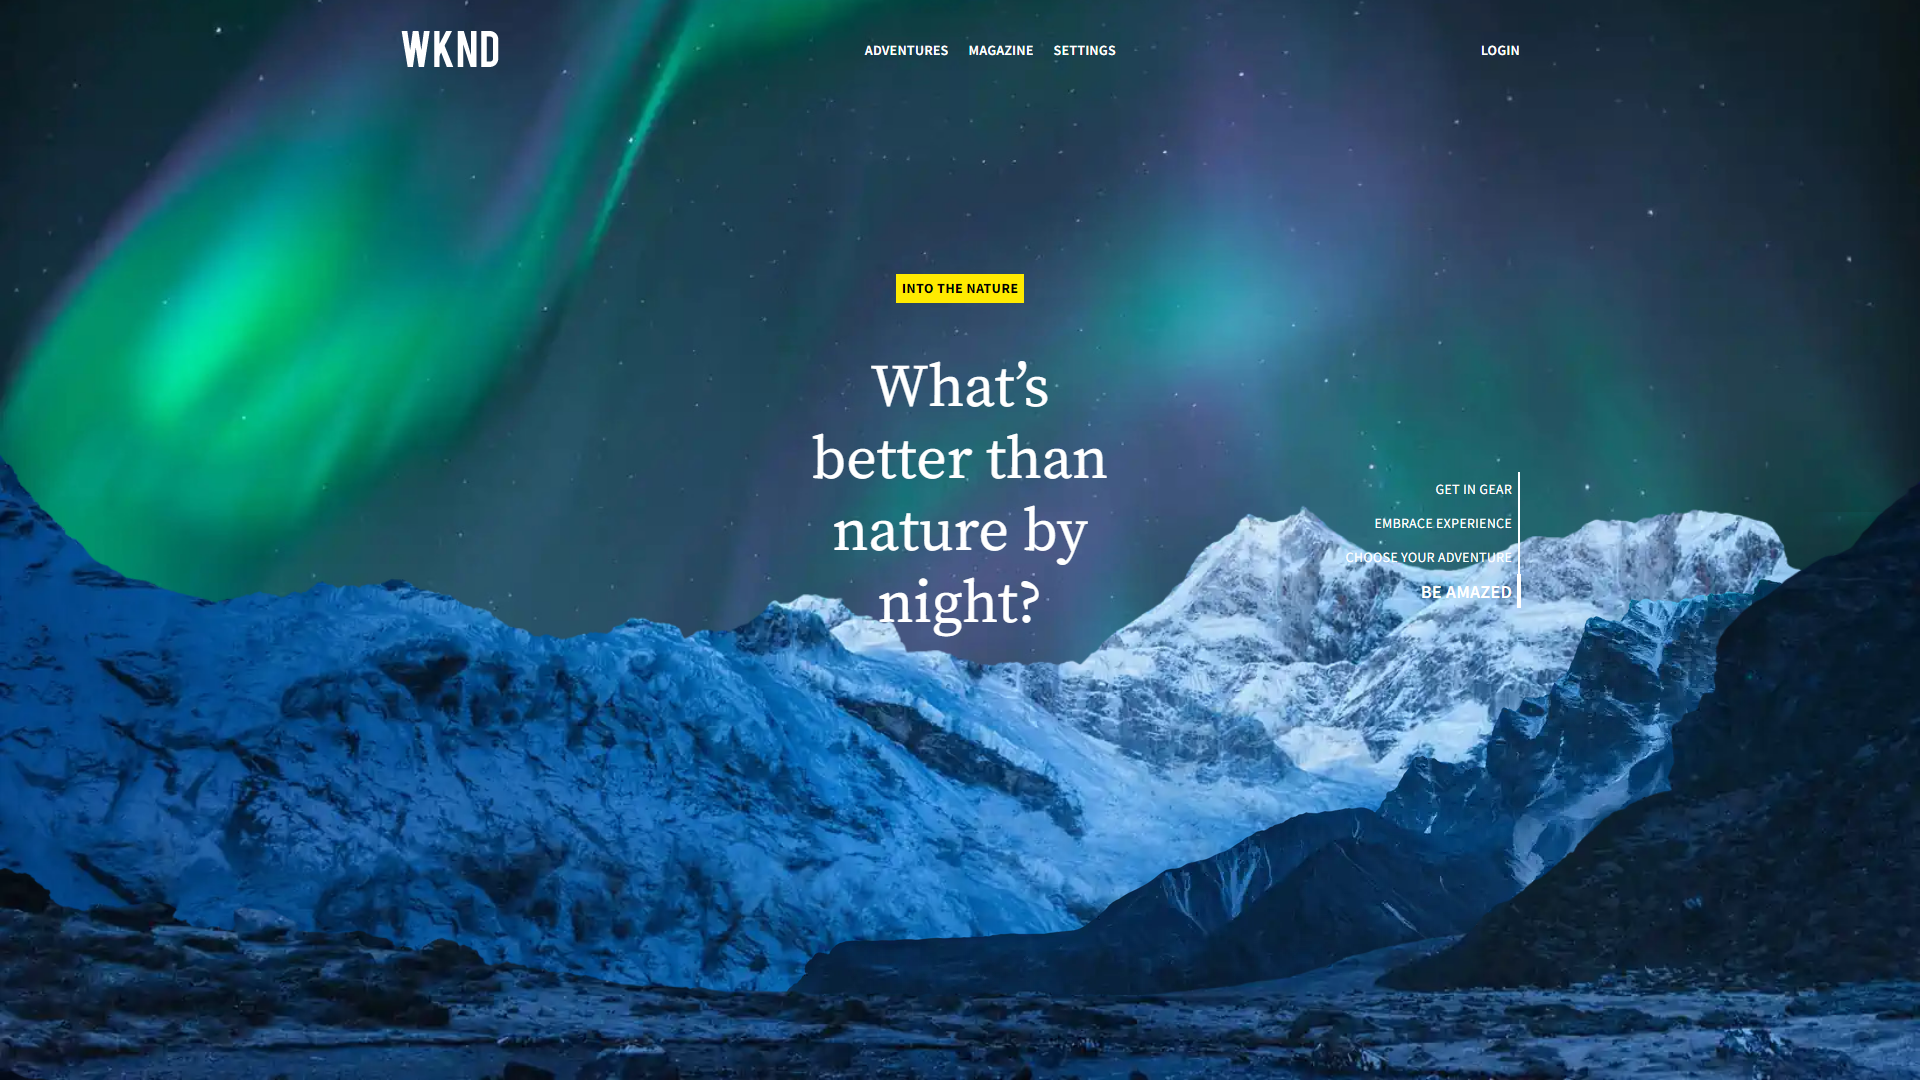 WKND
ADVENTURES MAGAZINE SETTINGS
LOGIN
INTO THE NATURE
What’s
better than
nature by
night?
GET IN GEAR
EMBRACE EXPERIENCE
CHOOSE YOUR ADVENTURE
BE AMAZED